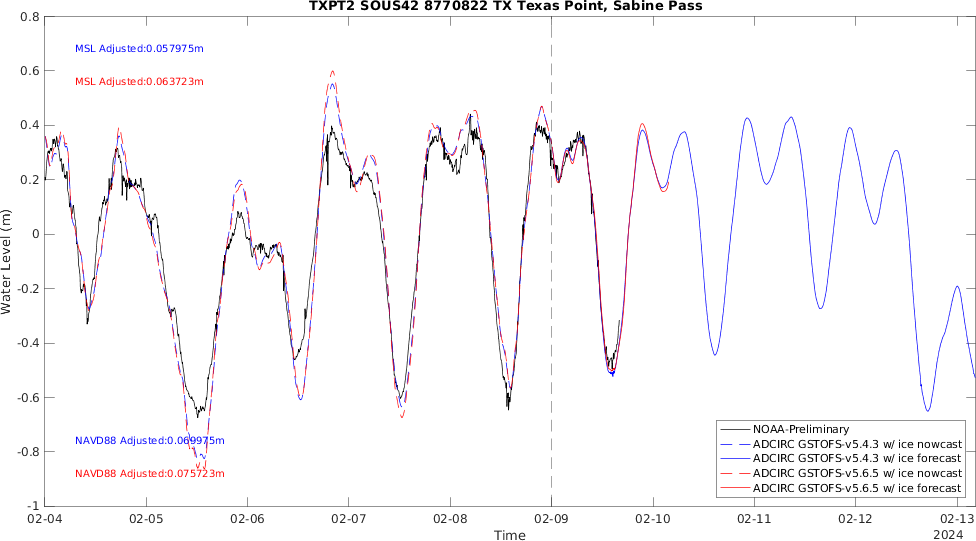 TXPT2 SOUS42 8770822 TX Texas Point, Sabine Pass
0.8
0.6
0.4
0.2
0
-0.2
-0.4
-0.6
-0.8
-1
Water Level (m)
MSL Adjusted:0.057975m
MSL Adjusted:0.063723m
NAVD88 Adjusted:0.069975m
NAVD88 Adjusted:0.075723m
NOAA-Preliminary
ADCIRC GSTOFS-v5.4.3 w/ ice nowcast
ADCIRC GSTOFS-v5.4.3 w/ ice forecast
ADCIRC GSTOFS-v5.6.5 w/ ice nowcast
ADCIRC GSTOFS-v5.6.5 w/ ice forecast
02-04 02-05 02-06 02-07 02-08 02-09 02-10 02-11 02-12 02-13
Time
2024